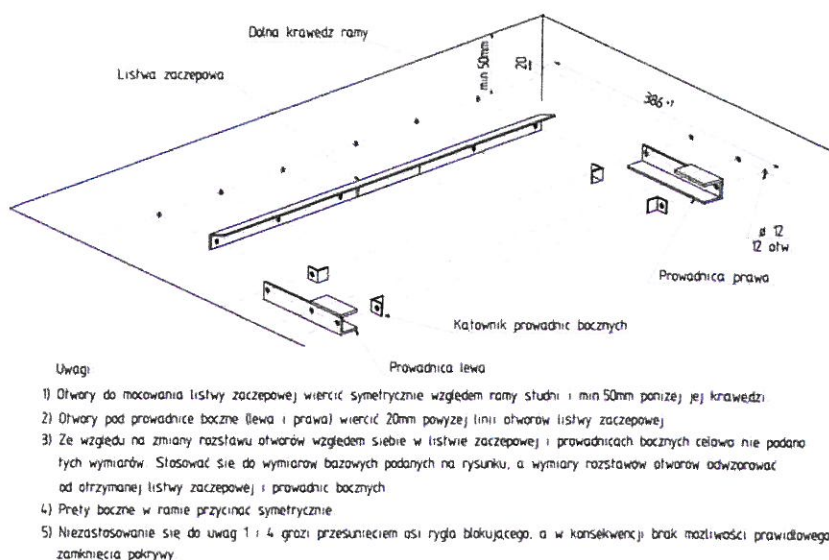 Dolna krawedz ramy
Listwa zaczepowa
min 50mm
20
386 +1
ø 12
12 otw
Prowadnica prawa
Kątownik prowadnic bocznych
Prowadnica lewa
Uwagi
1) Otwory do mocowania listwy zaczepowej wiercić symetrycznie względem ramy studni i min 50mm poniżej jej krawędzi
2) Otwory pod prowadnice boczne (lewa i prawa) wiercić 20mm powyżej linii otworów listwy zaczepowej
3) Ze względu na zmiany rozstawu otworów względem siebie w listwie zaczepowej i prowadnicach bocznych celowo nie podano
tych wymiarów Stosować się do wymiarów bazowych podanych na rysunku, a wymiary rozstawów otworów odwzorować
od otrzymanej listwy zaczepowej i prowadnic bocznych
4) Pręty boczne w ramie przycinać symetrycznie
5) Niezastosowanie się do uwag 1 i 4 grozi przesunięciem osi rygla blokującego, a w konsekwencji brak możliwości prawidłowego
zamknięcia pokrywy